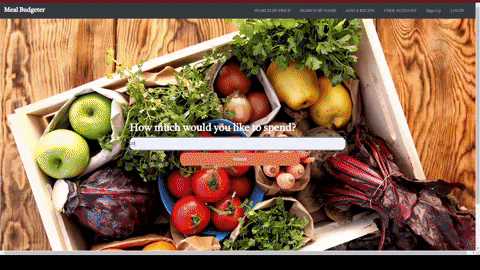 Meal Budgeter
SEARCH BY PRICE SEARCH BY NAME ADD A RECIPE USER ACCOUNT Sign Up LOGIN
How much would you like to spend?